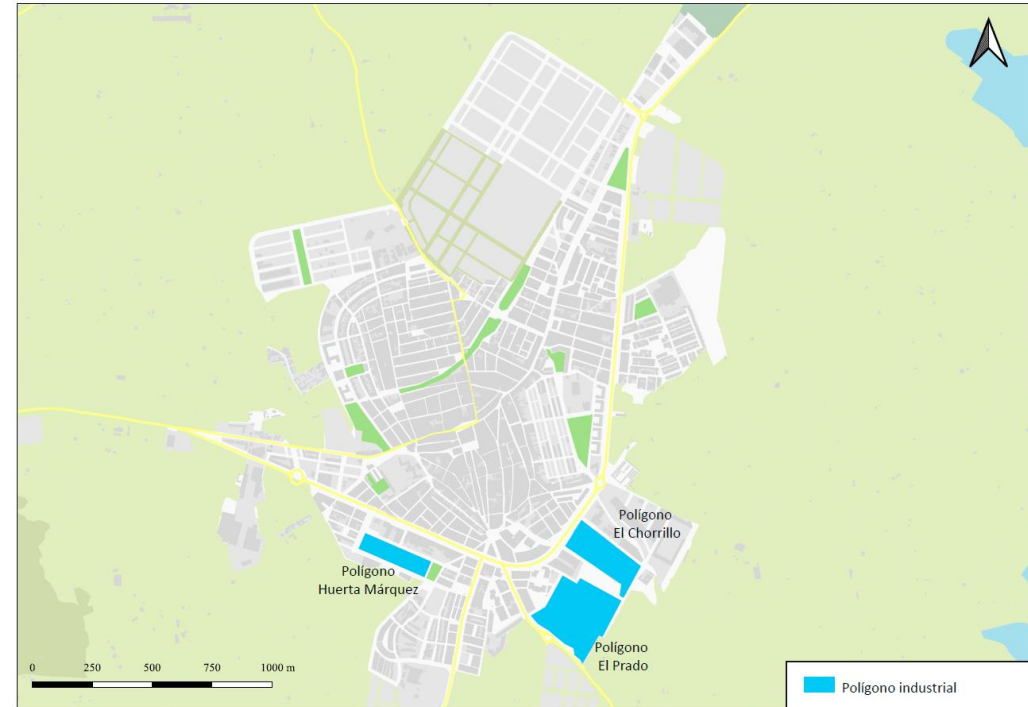 Polígono
El Chorrillo
Polígono
Huerta Márquez
Polígono
El Prado
0 250 500 750 1000 m
Polígono industrial